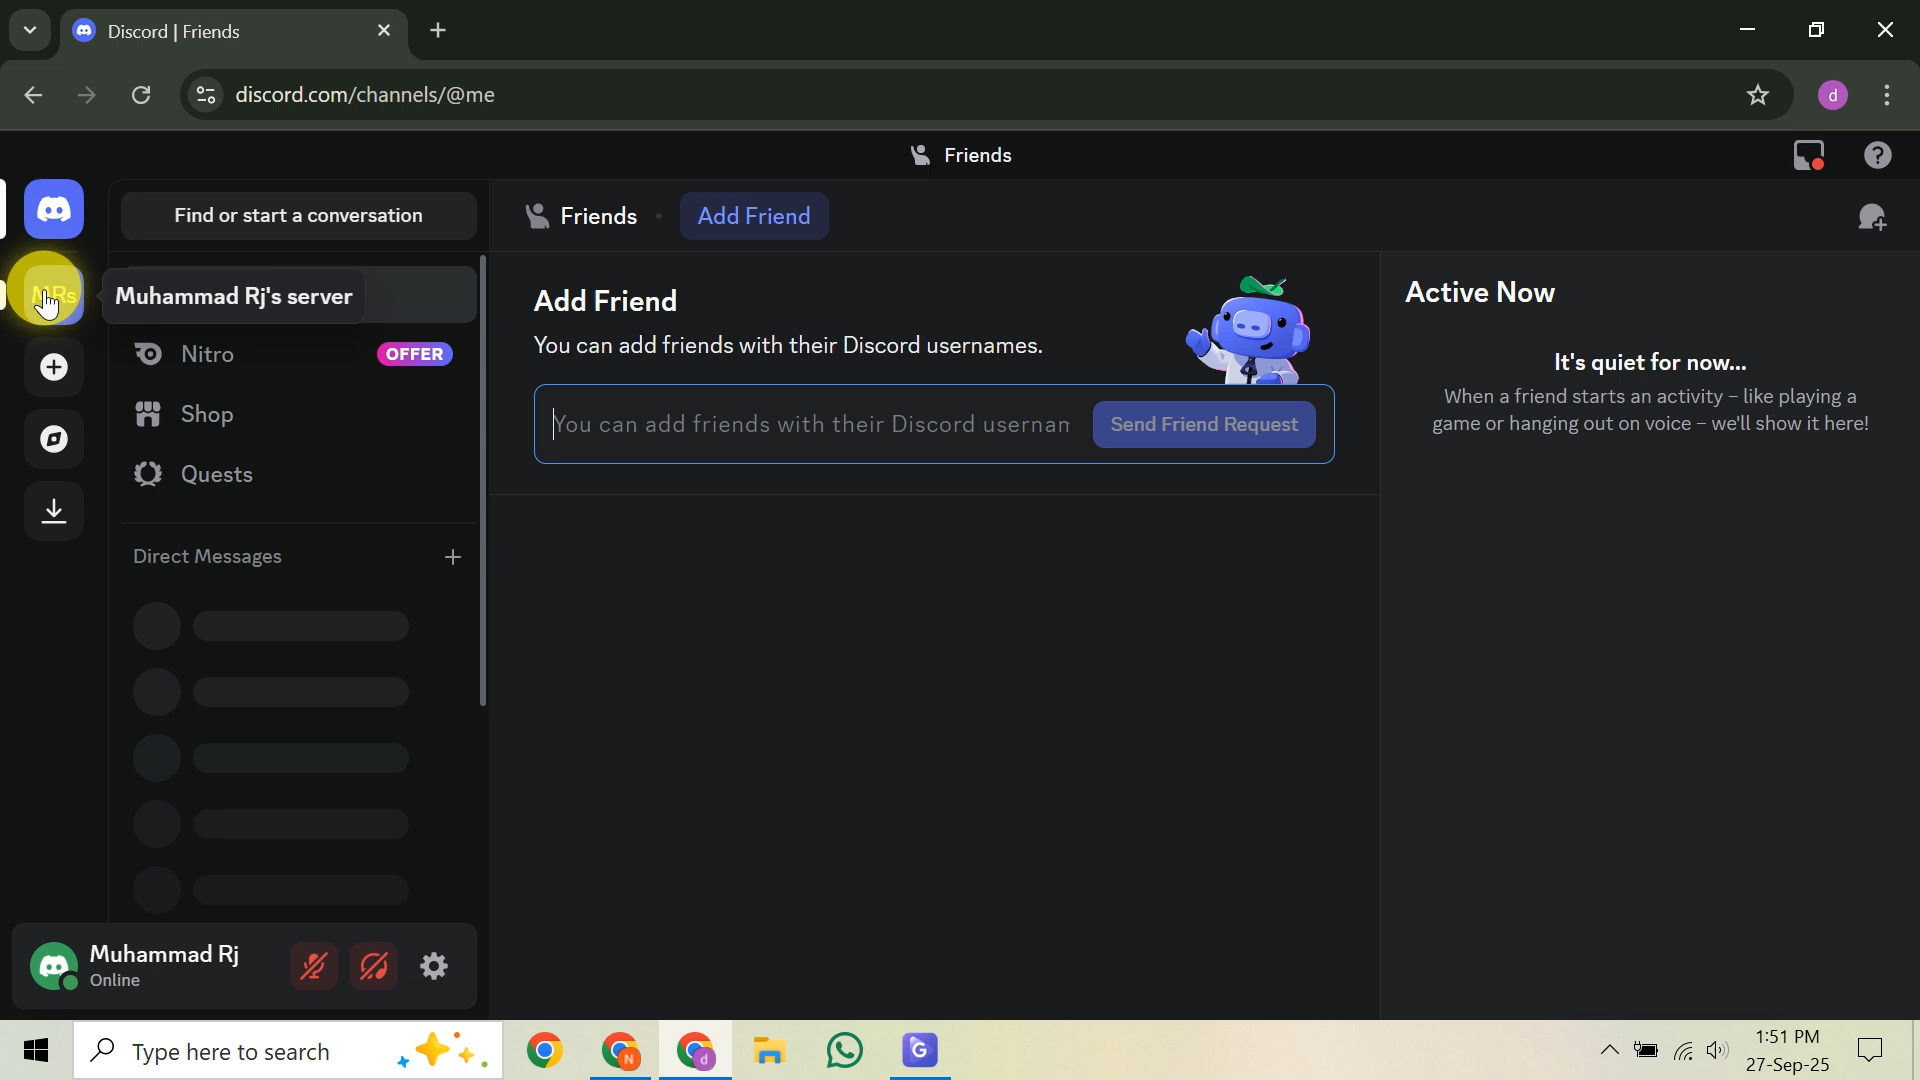 Discord | Friends
discord.com/channels/@me
d
Friends
Find or start a conversation
Friends
Add Friend
MRs
Muhammad Rj's server
Nitro
OFFER
Shop
Quests
Direct Messages
Add Friend
You can add friends with their Discord usernames.
You can add friends with their Discord usernan
Send Friend Request
Active Now
It's quiet for now...
When a friend starts an activity – like playing a
game or hanging out on voice – we'll show it here!
Muhammad Rj
Online
Type here to search
N
d
G
1:51 PM
27-Sep-25